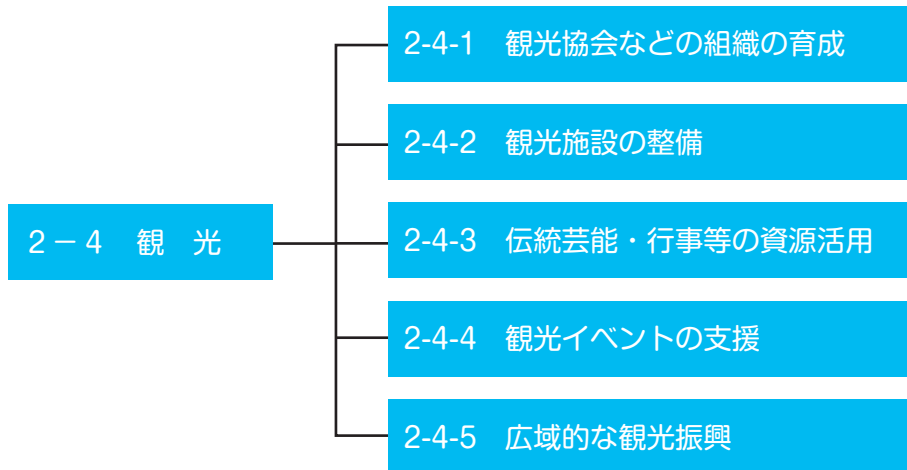 2-4-1　観光協会などの組織の育成
2-4-2　観光施設の整備
2－4　観　光
2-4-3　伝統芸能・行事等の資源活用
2-4-4　観光イベントの支援
2-4-5　広域的な観光振興